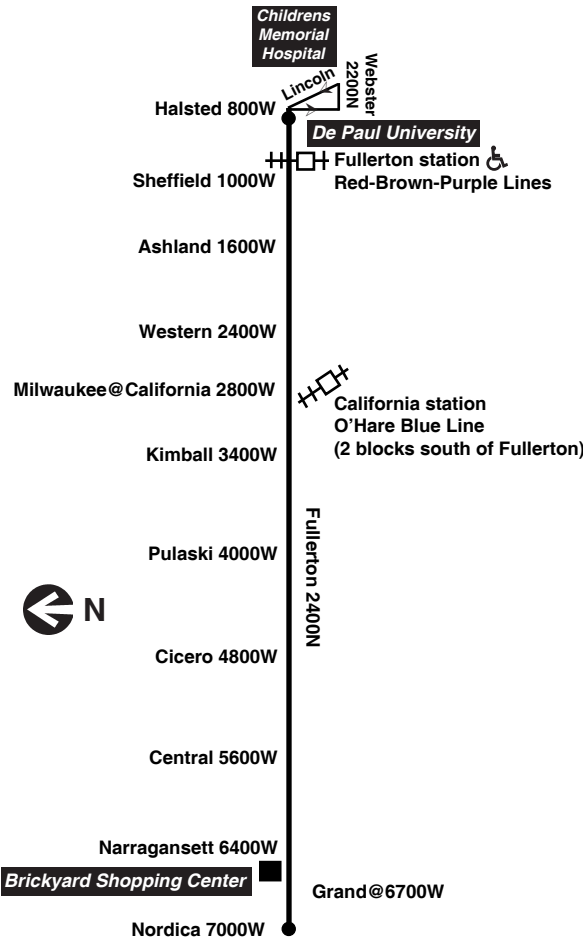 Childrens
Memorial
Hospital
Lincoln
Webster
2200N
Halsted 800W
De Paul University
Fullerton station
Red-Brown-Purple Lines
Sheffield 1000W
Ashland 1600W
Western 2400W
Milwaukee@California 2800W
California station
O'Hare Blue Line
(2 blocks south of Fullerton)
Kimball 3400W
Fullerton 2400N
Pulaski 4000W
N
Cicero 4800W
Central 5600W
Narragansett 6400W
Brickyard Shopping Center
Grand@6700W
Nordica 7000W